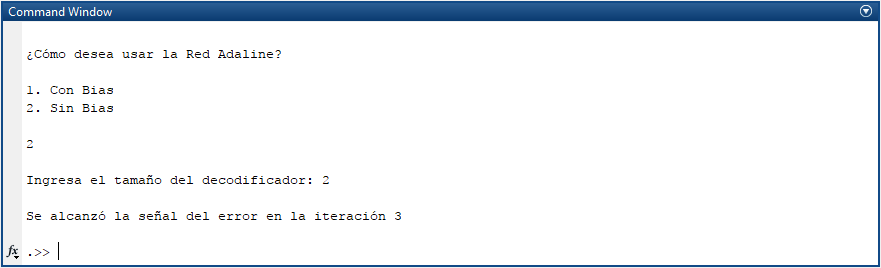 Command Window
¿Cómo desea usar la Red Adaline?
1. Con Bias
2. Sin Bias
2
Ingresa el tamaño del decodificador: 2
Se alcanzó la señal del error en la iteración 3
fx .>>